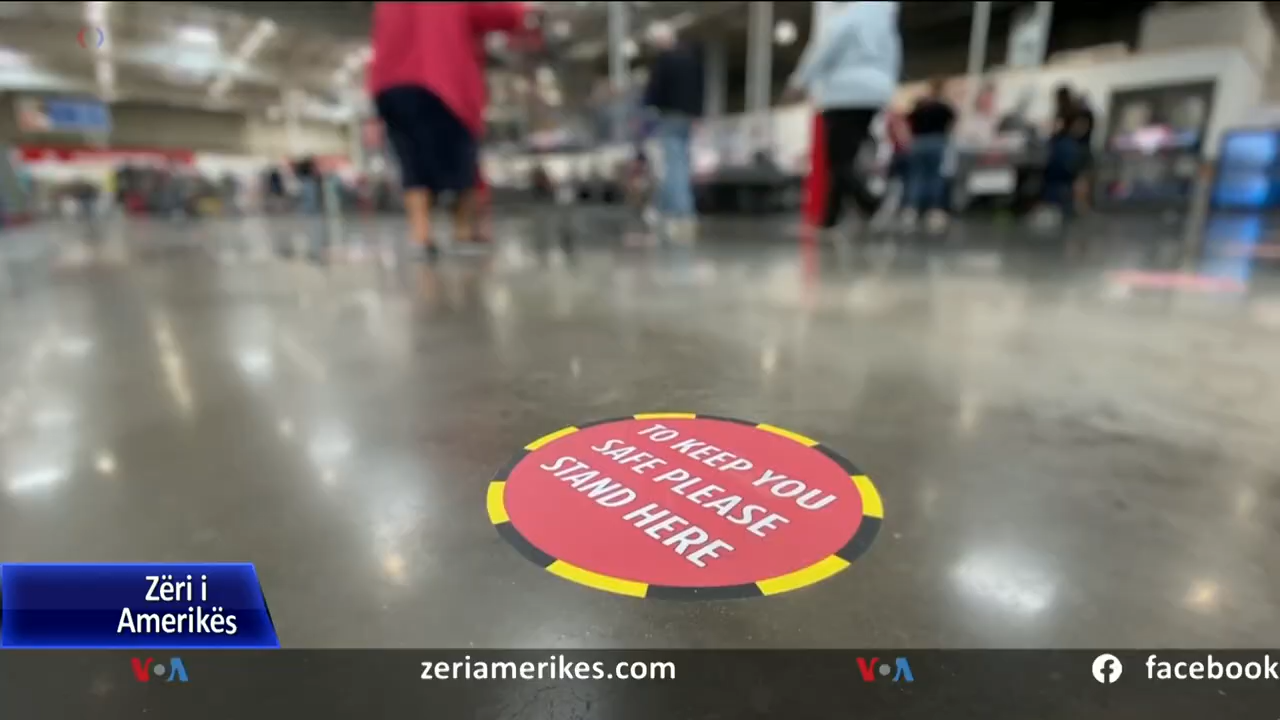 TO KEEP YOU
SAFE PLEASE
STAND HERE
Zëri i
Amerikës
VOA zeriamerikes.com VOA facebook